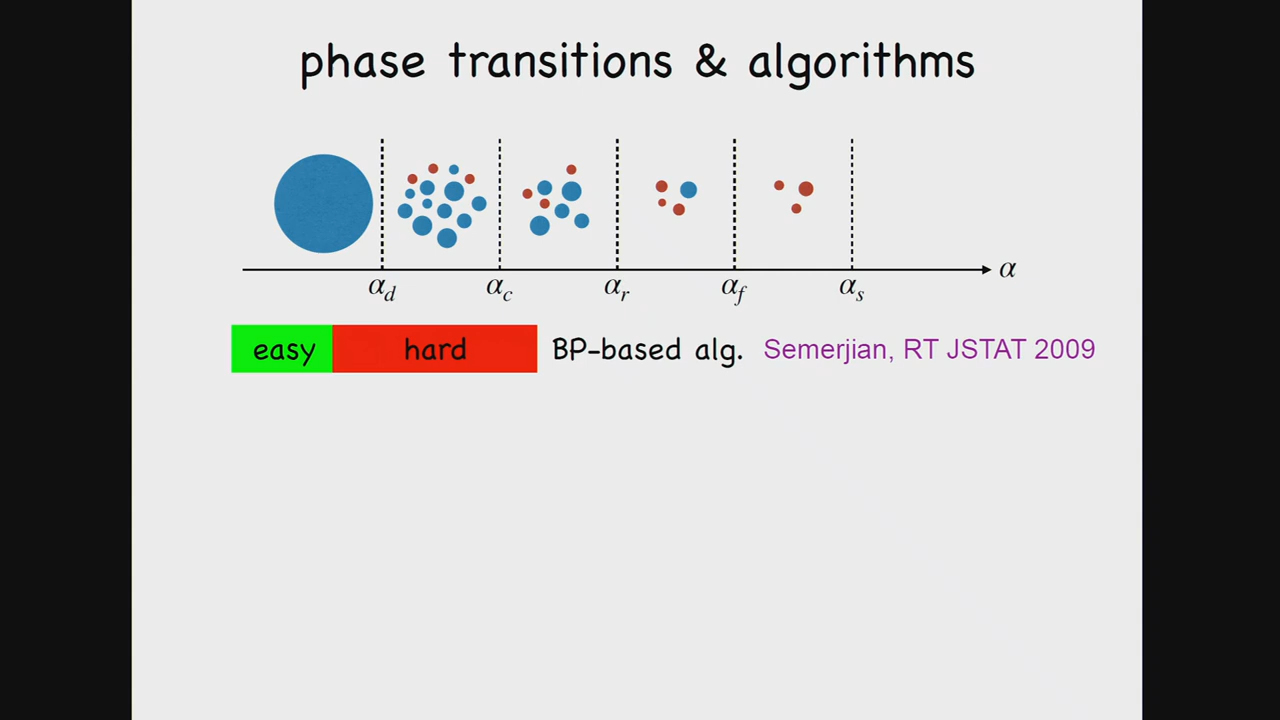 phase transitions & algorithms
α
α_d α_c α_r α_f α_s
easy hard BP-based alg. Semerjian, RT JSTAT 2009